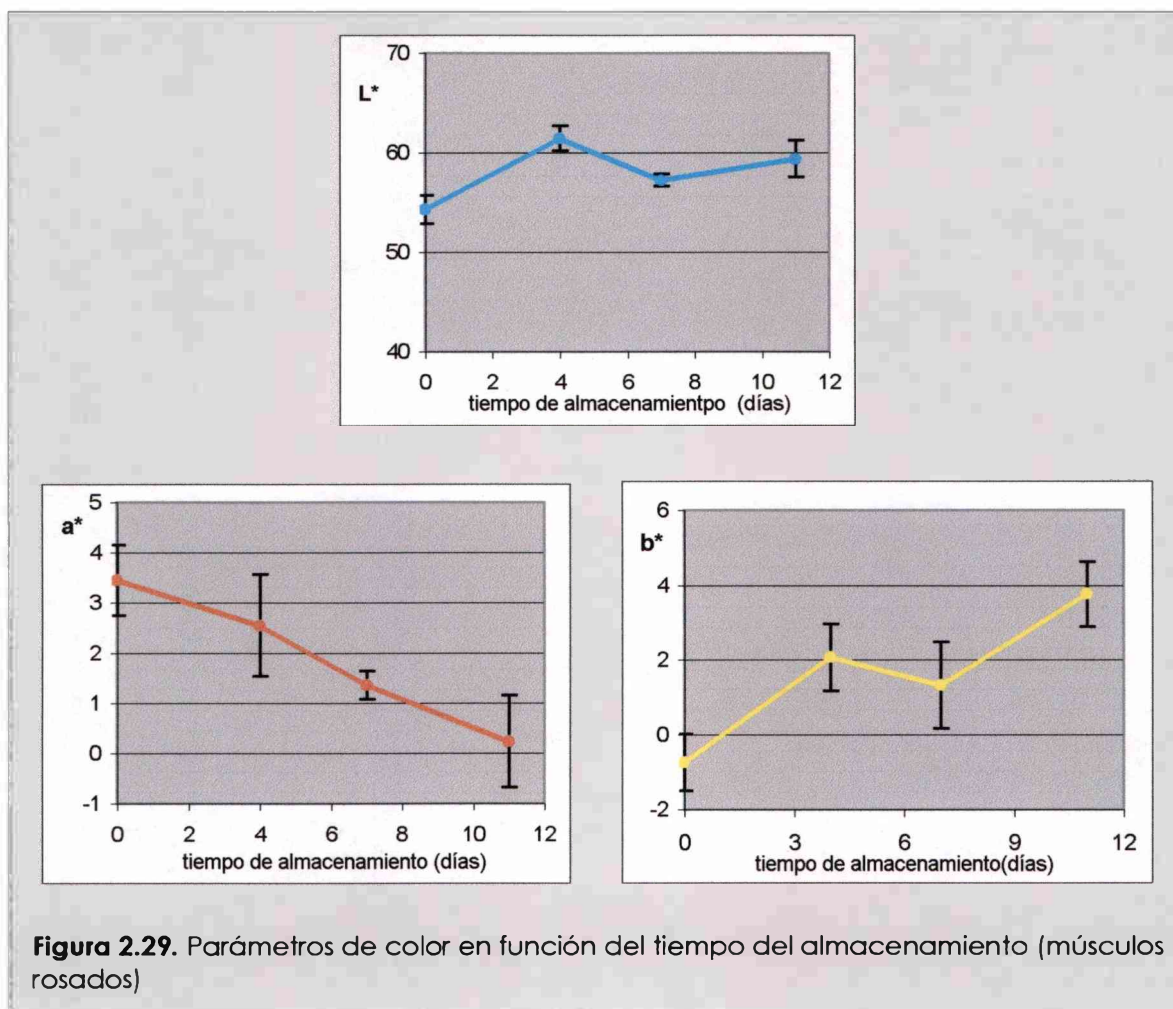 70
L*
60
50
40
0 2 4 6 8 10 12
tiempo de almacenamientpo (días)
5
a*
4
3
2
1
0
-1
0 2 4 6 8 10 12
tiempo de almacenamiento (días)
6
b*
4
2
0
-2
0 3 6 9 12
tiempo de almacenamiento(días)
Figura 2.29. Parámetros de color en función del tiempo del almacenamiento (músculos
rosados)